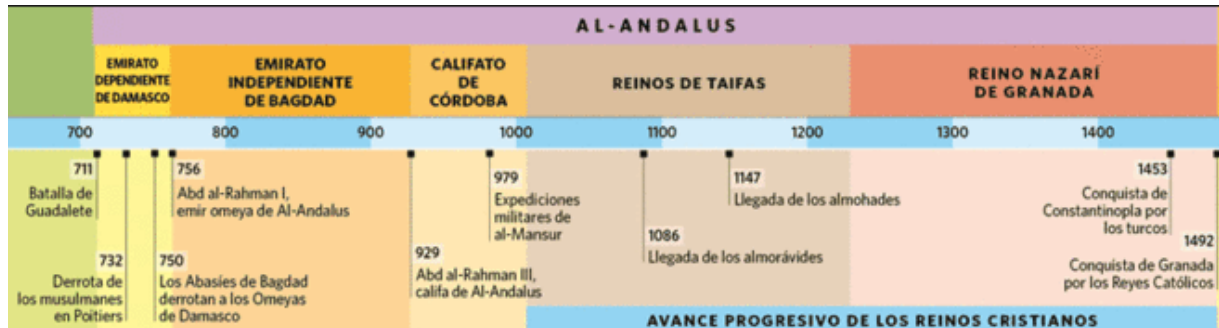 AL-ANDALUS
EMIRATO
DEPENDIENTE
DE DAMASCO
EMIRATO
INDEPENDIENTE
DE BAGDAD
CALIFATO
DE
CÓRDOBA
REINOS DE TAIFAS
REINO NAZARÍ
DE GRANADA
700 800 900 1000 1100 1200 1300 1400
711
Batalla de
Guadalete
732
Derrota de
los musulmanes
en Poitiers
750
Los Abasíes de Bagdad
derrotan a los Omeyas
de Damasco
756
Abd al-Rahman I,
emir omeya de Al-Andalus
929
Abd al-Rahman III,
califa de Al-Andalus
979
Expediciones
militares de
al-Mansur
1086
Llegada de los almorávides
1147
Llegada de los almohades
1453
Conquista de
Constantinopla por
los turcos
1492
Conquista de Granada
por los Reyes Católicos
AVANCE PROGRESIVO DE LOS REINOS CRISTIANOS